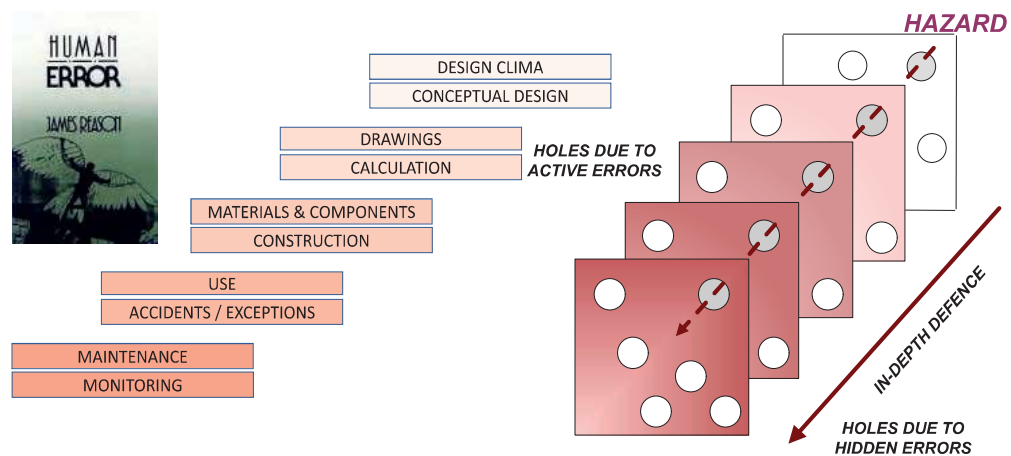 HUMAN
ERROR
JAMES REASON
DESIGN CLIMA
CONCEPTUAL DESIGN
DRAWINGS
CALCULATION
MATERIALS & COMPONENTS
CONSTRUCTION
USE
ACCIDENTS / EXCEPTIONS
MAINTENANCE
MONITORING
HAZARD
HOLES DUE TO
ACTIVE ERRORS
IN-DEPTH DEFENCE
HOLES DUE TO
HIDDEN ERRORS